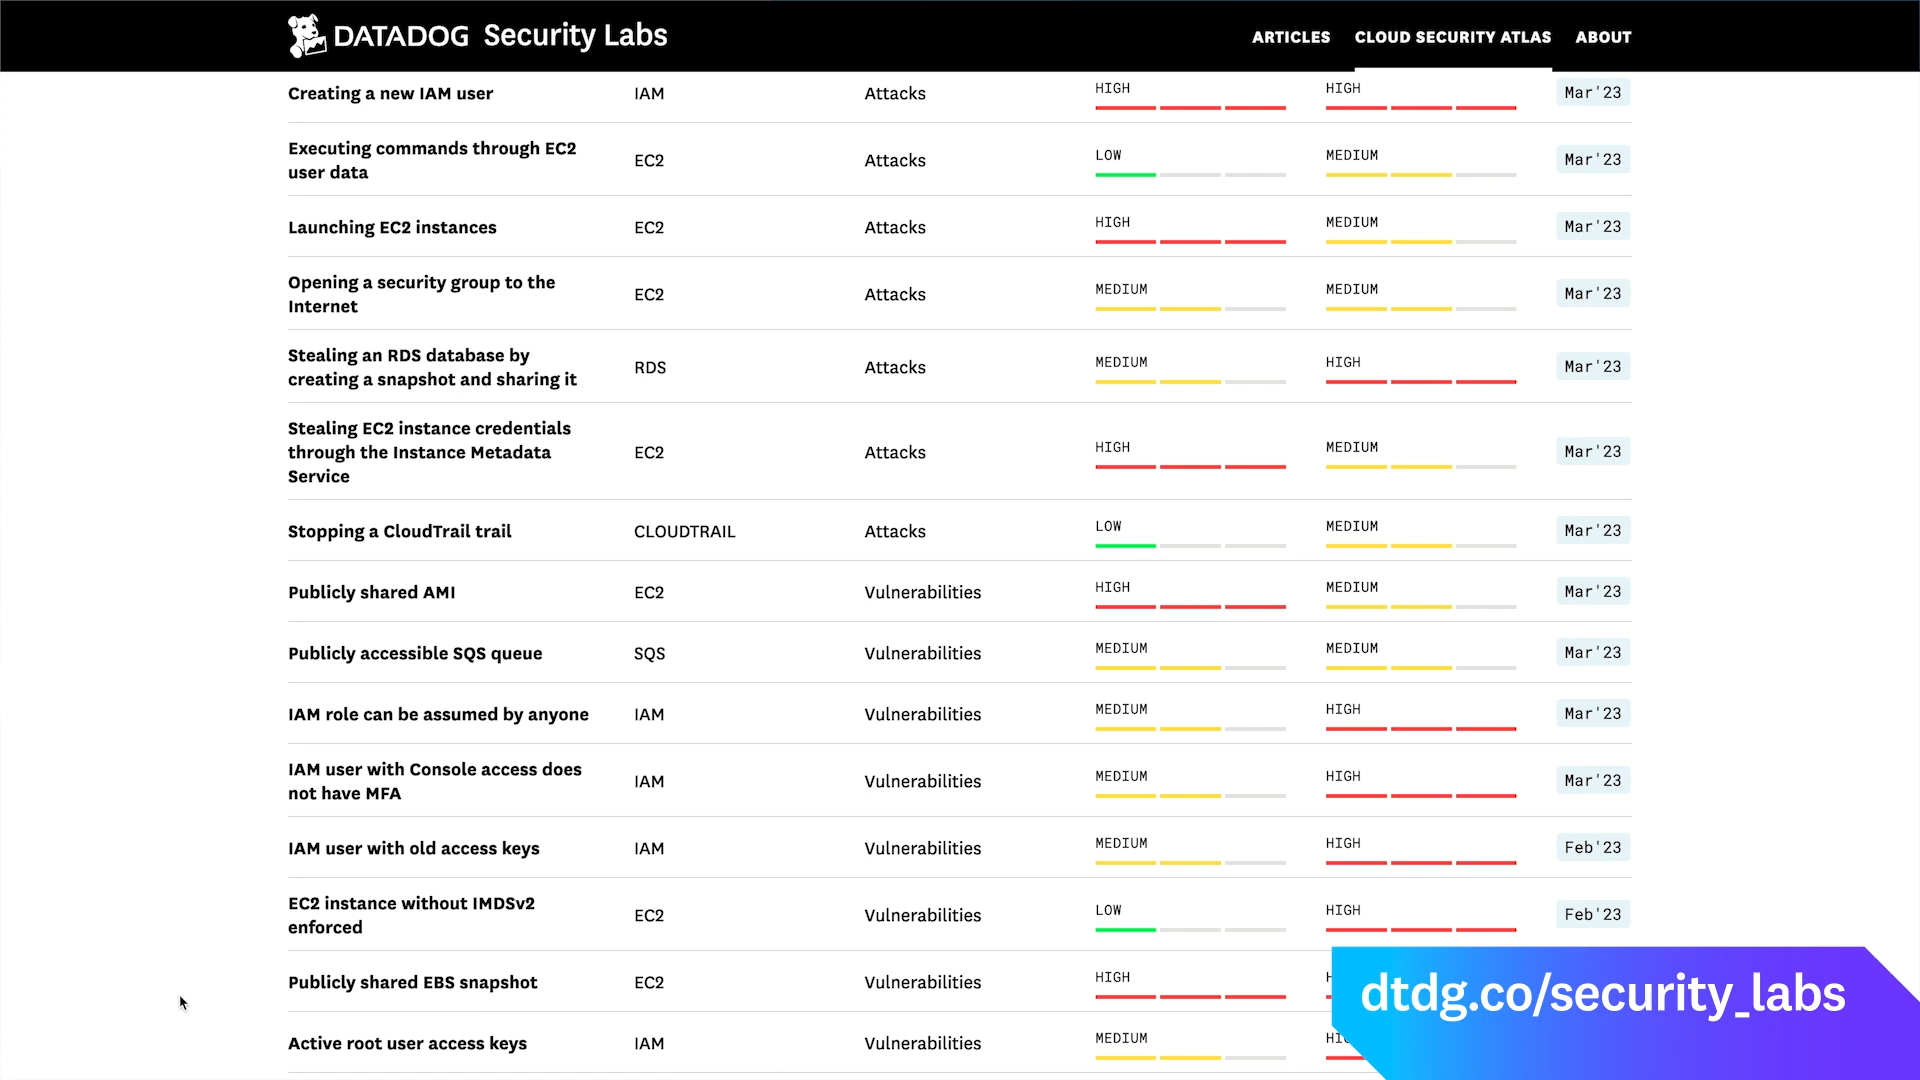 DATADOG Security Labs
ARTICLES CLOUD SECURITY ATLAS ABOUT
Creating a new IAM user IAM Attacks HIGH HIGH Mar'23
Executing commands through EC2
user data EC2 Attacks LOW MEDIUM Mar'23
Launching EC2 instances EC2 Attacks HIGH MEDIUM Mar'23
Opening a security group to the
Internet EC2 Attacks MEDIUM MEDIUM Mar'23
Stealing an RDS database by
creating a snapshot and sharing it RDS Attacks MEDIUM HIGH Mar'23
Stealing EC2 instance credentials
through the Instance Metadata
Service EC2 Attacks HIGH MEDIUM Mar'23
Stopping a CloudTrail trail CLOUDTRAIL Attacks LOW MEDIUM Mar'23
Publicly shared AMI EC2 Vulnerabilities HIGH MEDIUM Mar'23
Publicly accessible SQS queue SQS Vulnerabilities MEDIUM MEDIUM Mar'23
IAM role can be assumed by anyone IAM Vulnerabilities MEDIUM HIGH Mar'23
IAM user with Console access does
not have MFA IAM Vulnerabilities MEDIUM HIGH Mar'23
IAM user with old access keys IAM Vulnerabilities MEDIUM HIGH Feb'23
EC2 instance without IMDSv2
enforced EC2 Vulnerabilities LOW HIGH Feb'23
Publicly shared EBS snapshot EC2 Vulnerabilities HIGH
Active root user access keys IAM Vulnerabilities MEDIUM
dtdg.co/security_labs